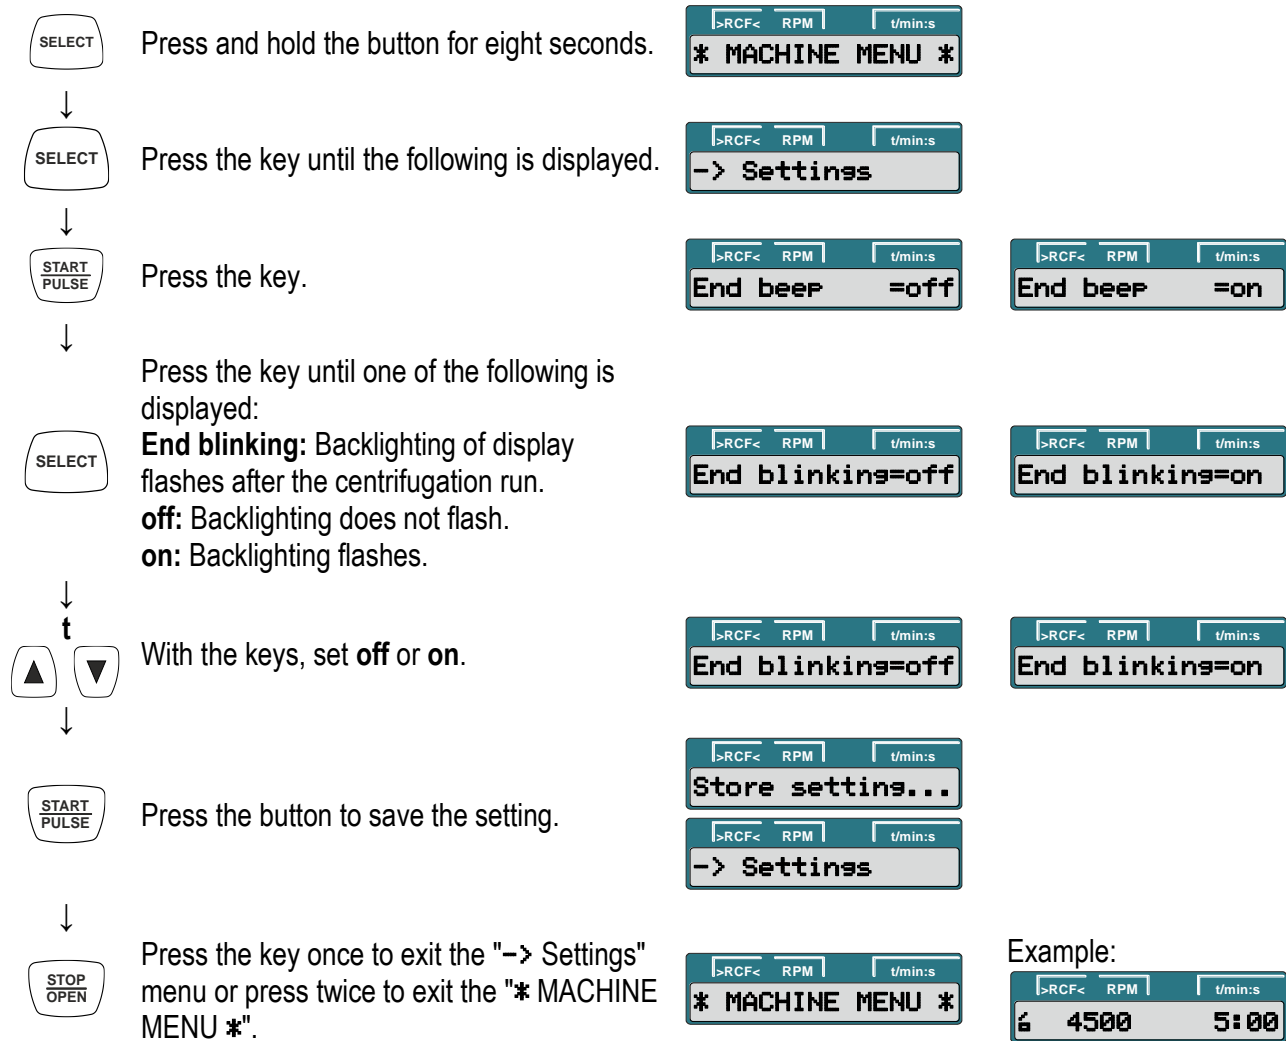 SELECT
Press and hold the button for eight seconds.
>RCF< RPM t/min:s
* MACHINE MENU *
↓
SELECT
Press the key until the following is displayed.
>RCF< RPM t/min:s
-> Settings
↓
START
PULSE
Press the key.
>RCF< RPM t/min:s
End beep =off
>RCF< RPM t/min:s
End beep =on
↓
SELECT
Press the key until one of the following is
displayed:
End blinking: Backlighting of display
flashes after the centrifugation run.
off: Backlighting does not flash.
on: Backlighting flashes.
>RCF< RPM t/min:s
End blinking=off
>RCF< RPM t/min:s
End blinking=on
↓
t
▲ ▼
With the keys, set off or on.
>RCF< RPM t/min:s
End blinking=off
>RCF< RPM t/min:s
End blinking=on
↓
START
PULSE
Press the button to save the setting.
>RCF< RPM t/min:s
Store setting...
>RCF< RPM t/min:s
-> Settings
↓
STOP
OPEN
Press the key once to exit the "-> Settings"
menu or press twice to exit the "* MACHINE
MENU *".
>RCF< RPM t/min:s
* MACHINE MENU *
Example:
>RCF< RPM t/min:s
4500 5:00